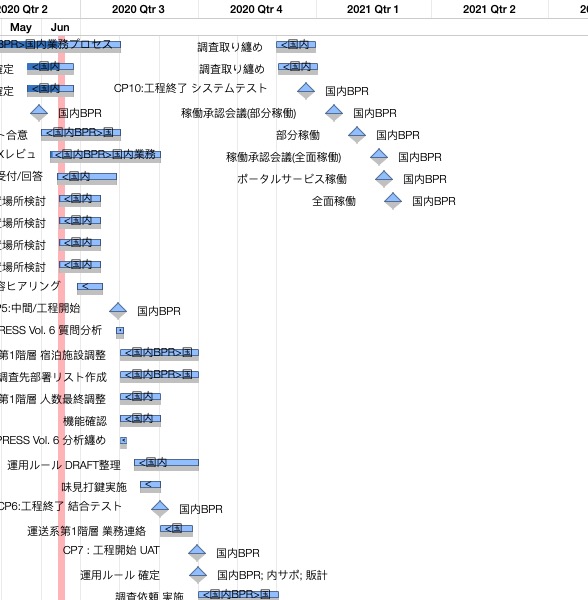 2020 Qtr 2 2020 Qtr 3 2020 Qtr 4 2021 Qtr 1 2021 Qtr 2
May Jun
BPR>国内業務プロセス 調査取り纏め <国内
定 <国内 調査取り纏め <国内
定 <国内 CP10:工程終了 システムテスト 国内BPR
国内BPR 稼働承認会議(部分稼働) 国内BPR
ト合意 <国内BPR>国 部分稼働 国内BPR
Xレビュ <国内BPR>国内業務 稼働承認会議(全面稼働) 国内BPR
受付/回答 <国内 ポータルサービス稼働 国内BPR
場所検討 <国内 全面稼働 国内BPR
場所検討 <国内
場所検討 <国内
場所検討 <国内
容ヒアリング <
P5:中間/工程開始 国内BPR
RESS Vol. 6 質問分析
第1階層 宿泊施設調整 <国内BPR>国
調査先部署リスト作成 <国内BPR>国
第1階層 人数最終調整 <国内
機能確認 <国内
PRESS Vol. 6 分析纏め
運用ルール DRAFT整理 <国内
味見打鍵実施 <
CP6:工程終了 結合テスト 国内BPR
運送系第1階層 業務連絡 <国
CP7 : 工程開始 UAT 国内BPR
運用ルール 確定 国内BPR; 内サポ; 販計
調査依頼 実施 <国内BPR>国